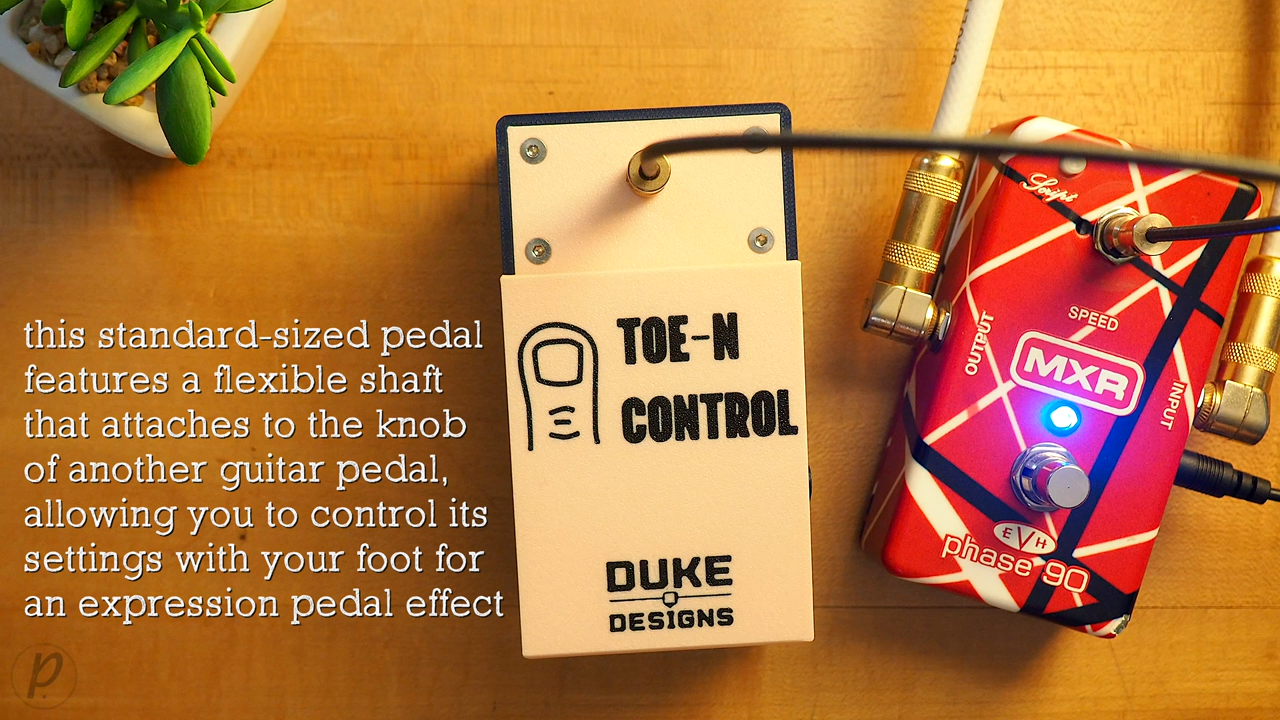 this standard-sized pedal
features a flexible shaft
that attaches to the knob
of another guitar pedal,
allowing you to control its
settings with your foot for
an expression pedal effect
p
TOE-N
CONTROL
DUKE
DESIGNS
Script
SPEED
OUTPUT
INPUT
MXR
EVH
phase 90